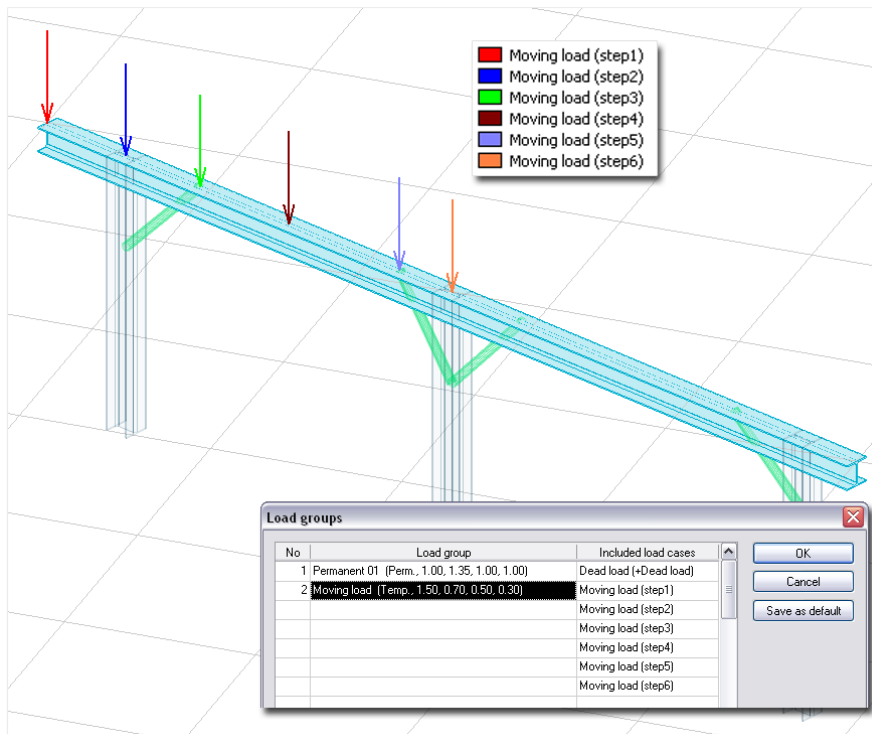 Moving load (step1)
Moving load (step2)
Moving load (step3)
Moving load (step4)
Moving load (step5)
Moving load (step6)
Load groups
No Load group Included load cases
1 Permanent 01 (Perm., 1.00, 1.35, 1.00, 1.00) Dead load (+Dead load)
2 Moving load (Temp., 1.50, 0.70, 0.50, 0.30) Moving load (step1)
Moving load (step2)
Moving load (step3)
Moving load (step4)
Moving load (step5)
Moving load (step6)
OK
Cancel
Save as default